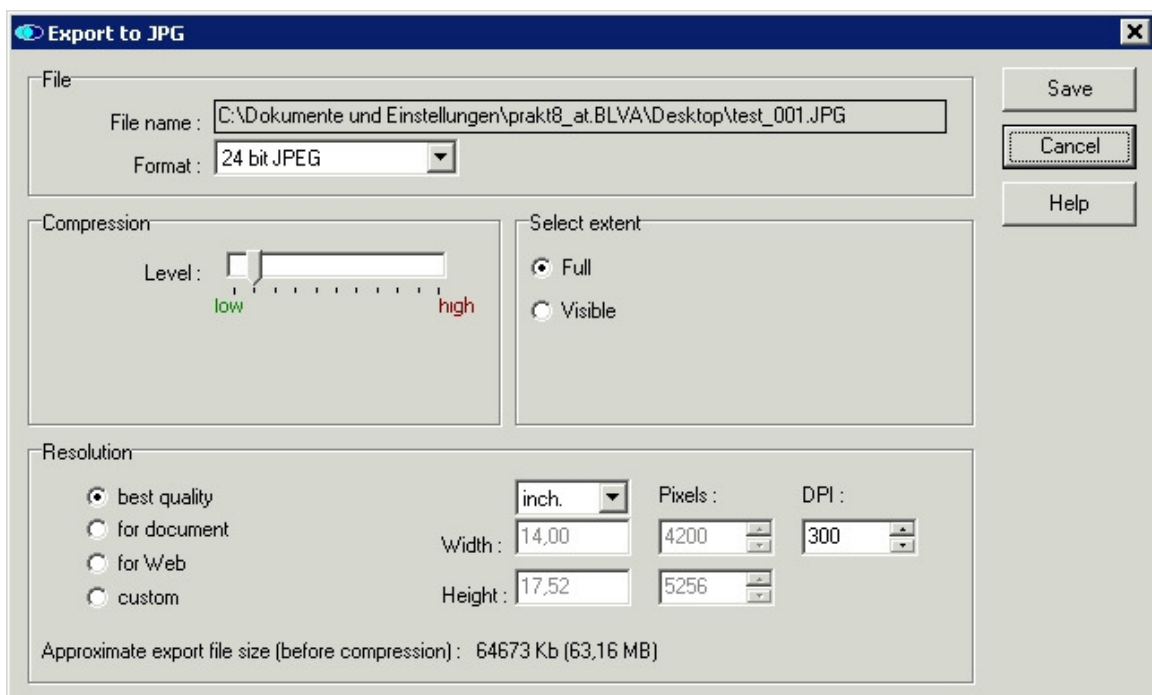 Export to JPG
File
File name : C:\Dokumente und Einstellungen\prakt8_at.BLVA\Desktop\test_001.JPG
Format : 24 bit JPEG
Save
Cancel
Help
Compression
Level :
low high
Select extent
Full
Visible
Resolution
best quality
for document
for Web
custom
inch. Pixels : DPI :
Width : 14,00 4200 300
Height : 17,52 5256
Approximate export file size (before compression) : 64673 Kb (63,16 MB)